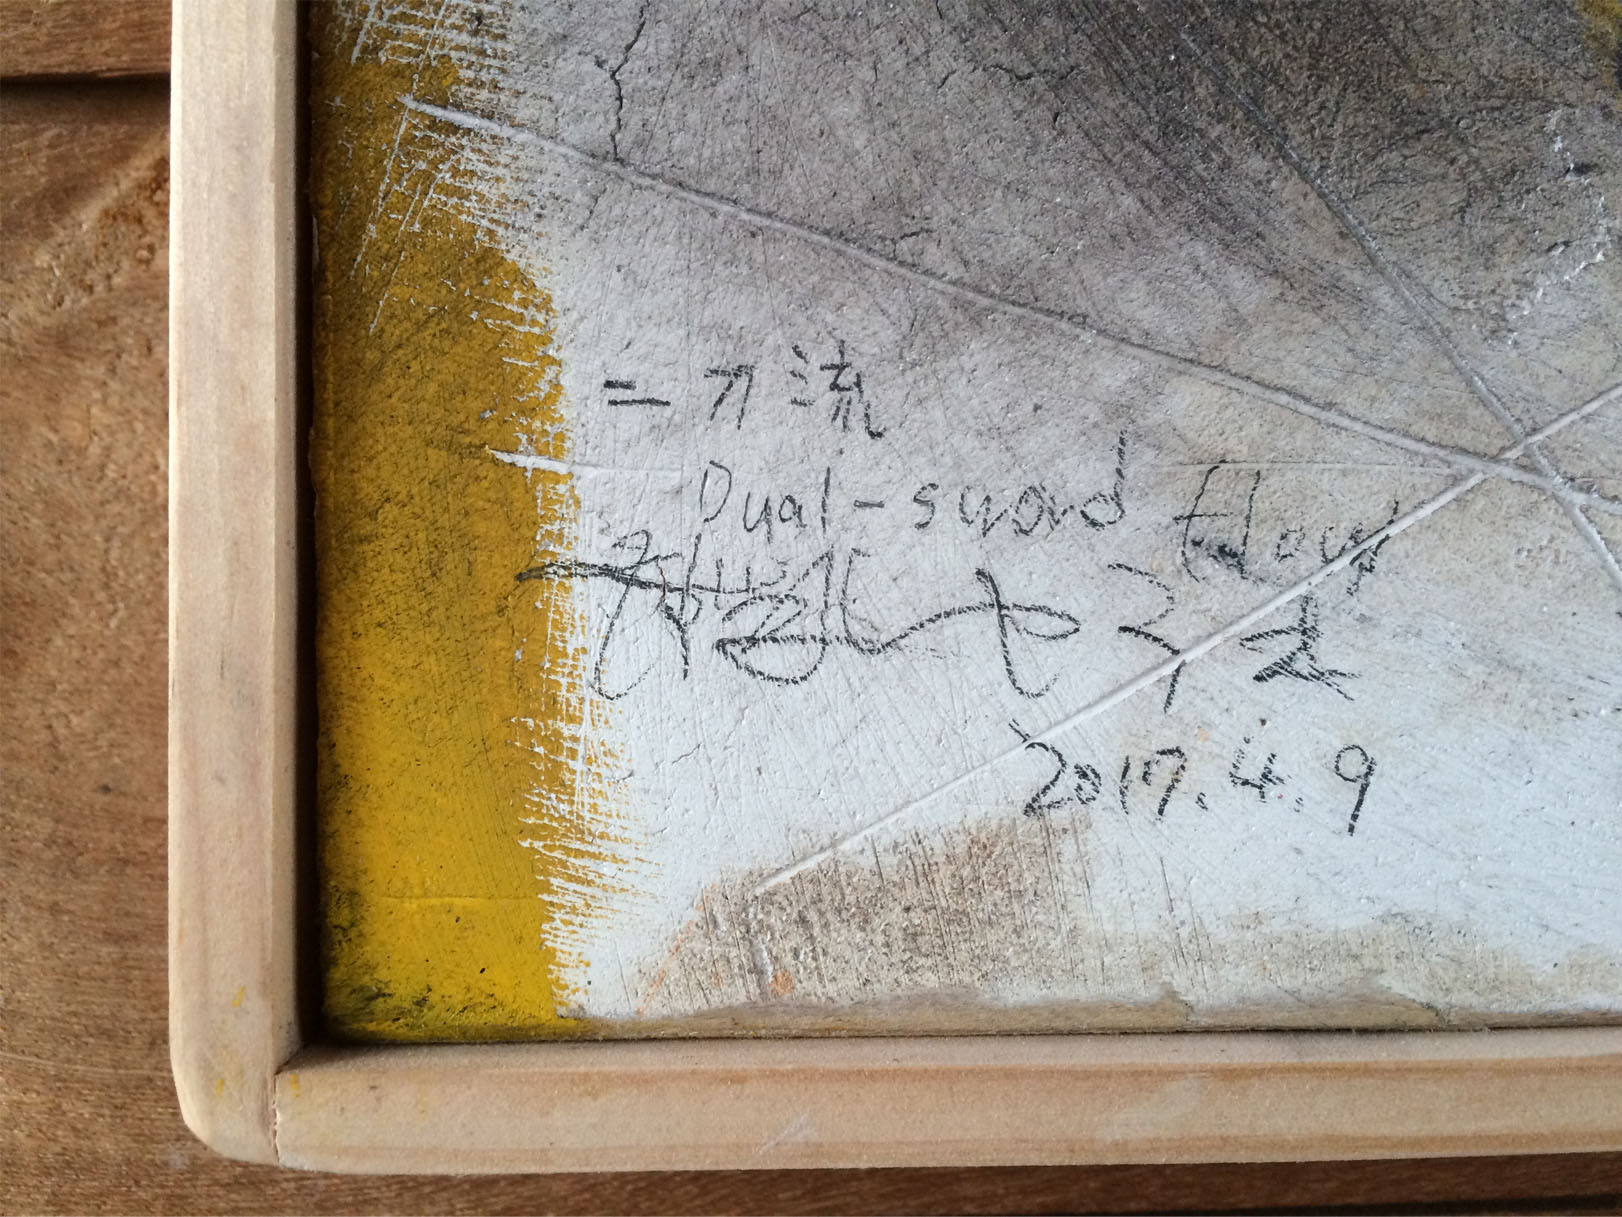 二刀流
Dual-sword flow
2017.4.9